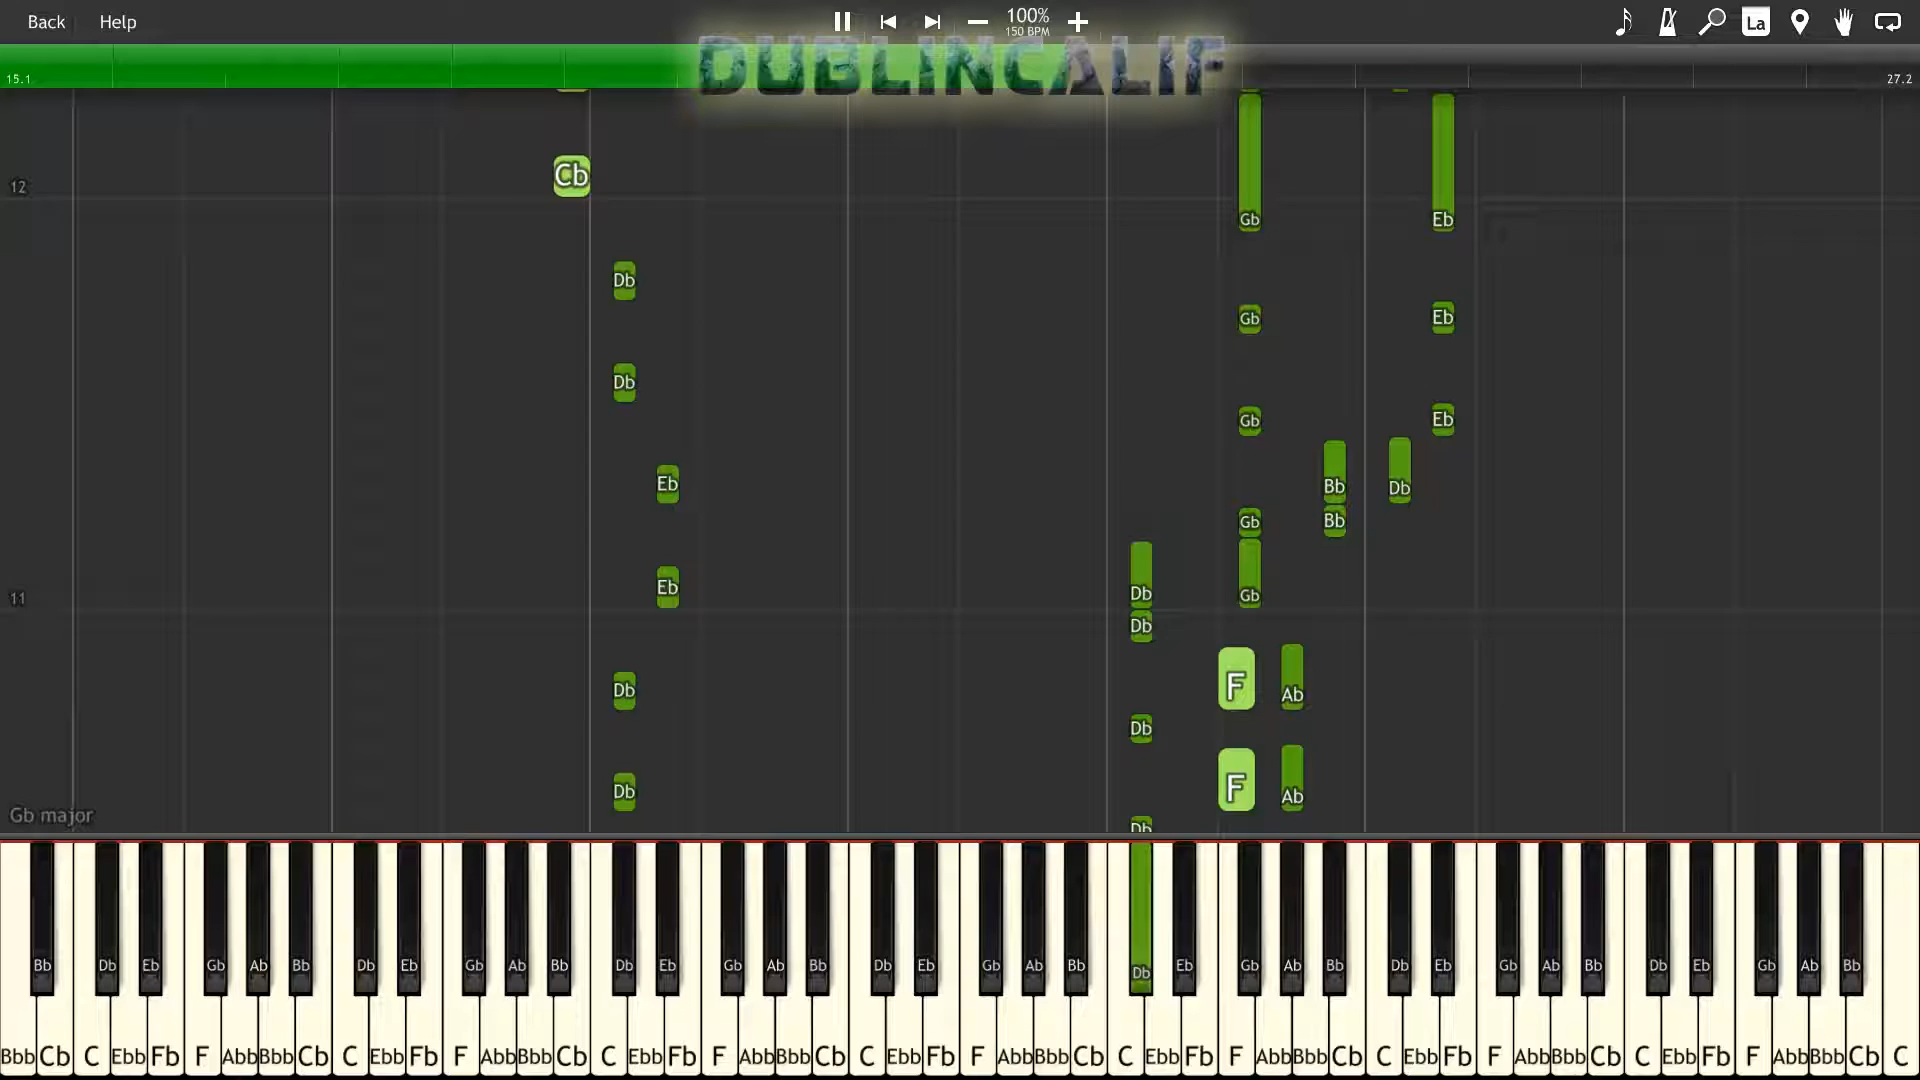 Back Help 100% La
150 BPM
DUBLINCALIF
15.1 27.2
Cb
12
Gb Eb
Db
Gb Eb
Db
Gb Eb
Eb Bb Db
Gb Bb
Eb Db Gb
11
Db
Db F Ab
Db
Db F Ab
Gb major Db
Bb Db Eb Gb Ab Bb Db Eb Gb Ab Bb Db Eb Gb Ab Bb Db Eb Gb Ab Bb Db Eb Gb Ab Bb Db Eb Gb Ab Bb Db Eb Gb Ab Bb
Bbb Cb C Ebb Fb F Abb Bbb Cb C Ebb Fb F Abb Bbb Cb C Ebb Fb F Abb Bbb Cb C Ebb Fb F Abb Bbb Cb C Ebb Fb F Abb Bbb Cb C Ebb Fb F Abb Bbb Cb C Ebb Fb F Abb Bbb Cb C